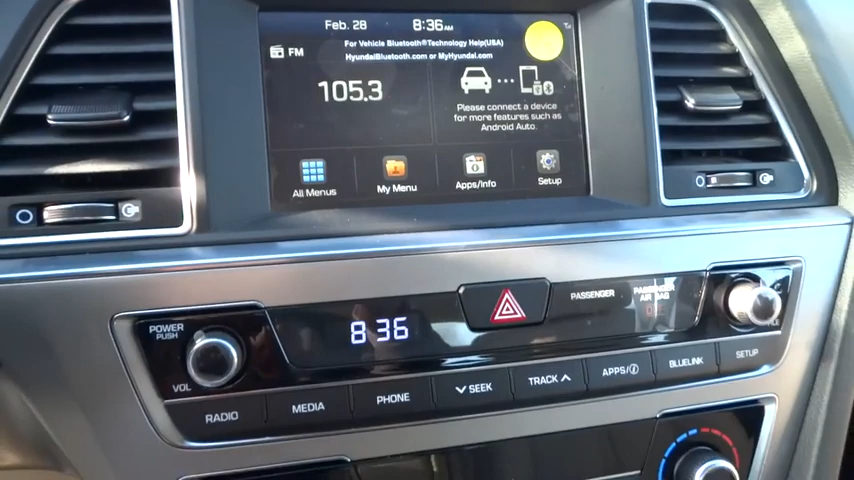 Feb. 28 8:36 AM
FM
For Vehicle Bluetooth®Technology Help(USA)
HyundaiBluetooth.com or MyHyundai.com
105.3
Please connect a device
for more features such as
Android Auto.
All Menus My Menu Apps/Info Setup
POWER
PUSH
VOL
8 36
PASSENGER
PASSENGER
AIR BAG
RADIO MEDIA PHONE SEEK TRACK APPS/i BLUELINK SETUP